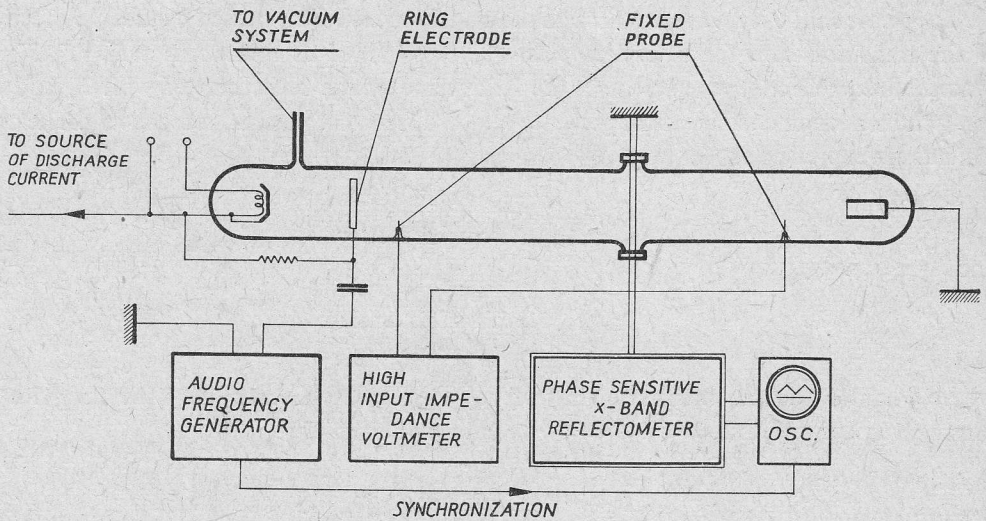 TO VACUUM
SYSTEM
RING
ELECTRODE
FIXED
PROBE
TO SOURCE
OF DISCHARGE
CURRENT
AUDIO
FREQUENCY
GENERATOR
HIGH
INPUT IMPE-
DANCE
VOLTMETER
PHASE SENSITIVE
X-BAND
REFLECTOMETER
OSC.
SYNCHRONIZATION